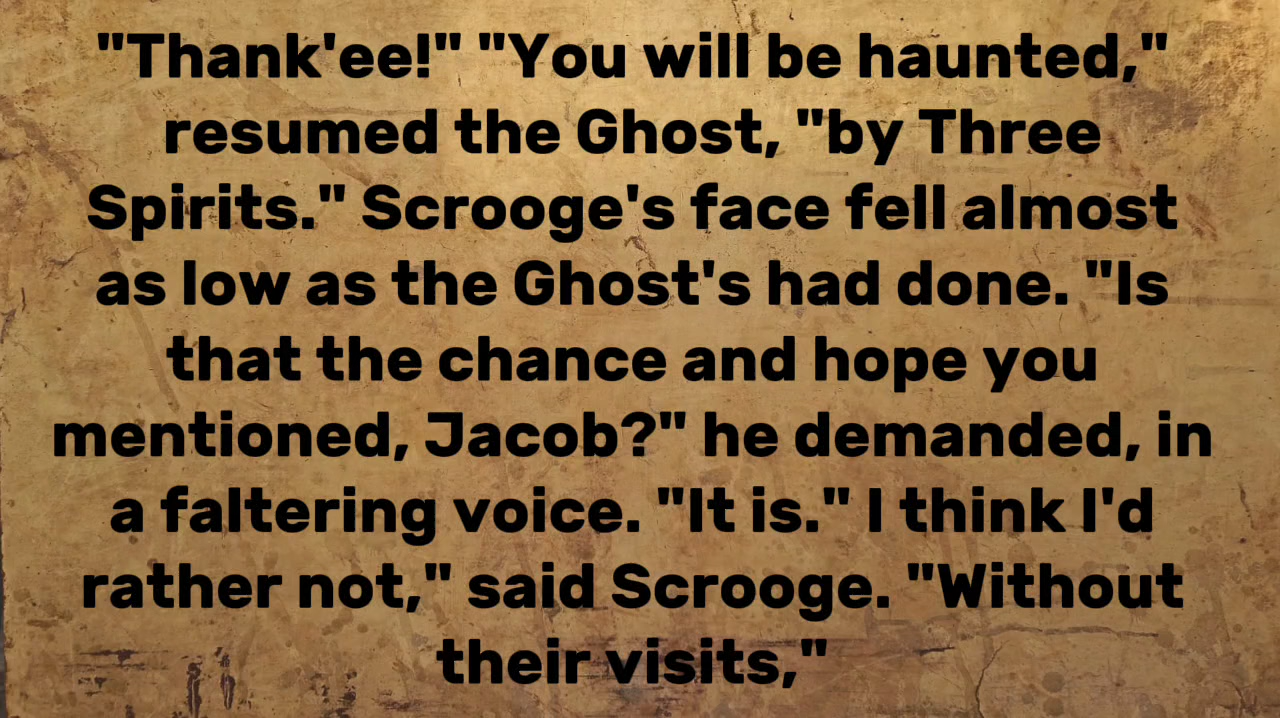 "Thank'ee!" "You will be haunted,"
resumed the Ghost, "by Three
Spirits." Scrooge's face fell almost
as low as the Ghost's had done. "Is
that the chance and hope you
mentioned, Jacob?" he demanded, in
a faltering voice. "It is." I think I'd
rather not," said Scrooge. "Without
their visits,"